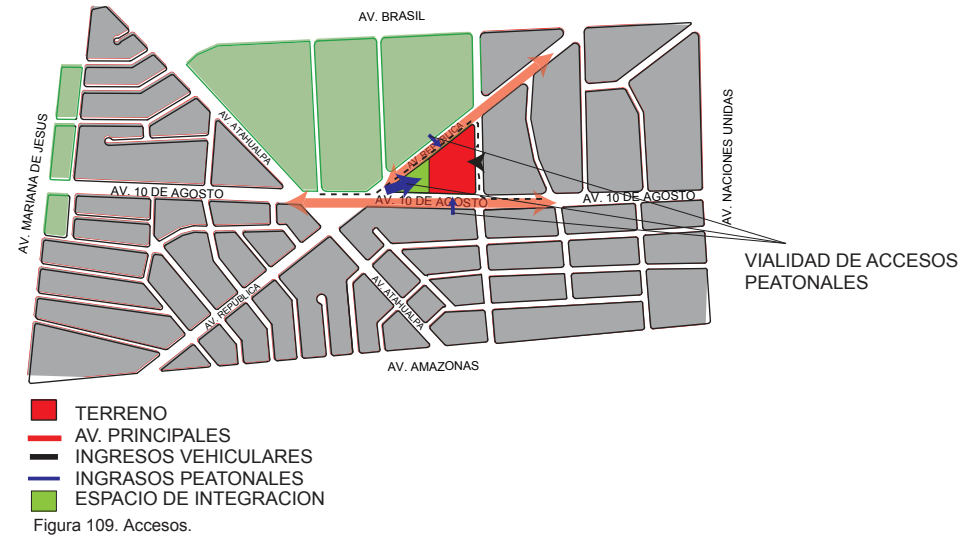 AV. BRASIL
AV. MARIANA DE JESUS
AV. ATAHUALPA
AV. REPUBLICA
AV. NACIONES UNIDAS
AV. 10 DE AGOSTO
AV. 10 DE AGOSTO
AV. 10 DE AGOSTO
VIALIDAD DE ACCESOS
PEATONALES
AV. REPUBLICA
AV. ATAHUALPA
AV. AMAZONAS
TERRENO
AV. PRINCIPALES
INGRESOS VEHICULARES
INGRASOS PEATONALES
ESPACIO DE INTEGRACION
Figura 109. Accesos.